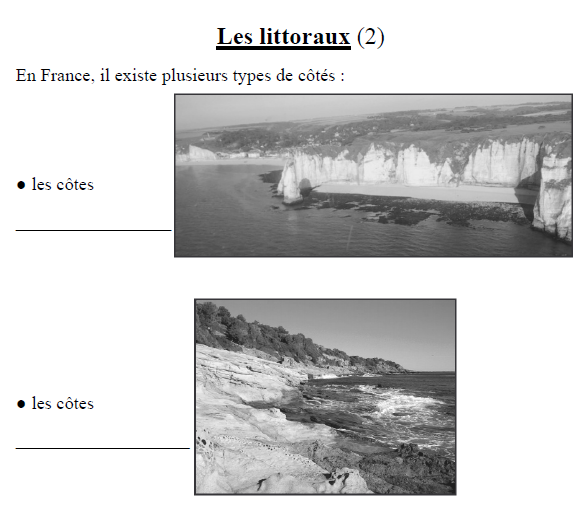 Les littoraux (2)
En France, il existe plusieurs types de côtés :
● les côtes
● les côtes